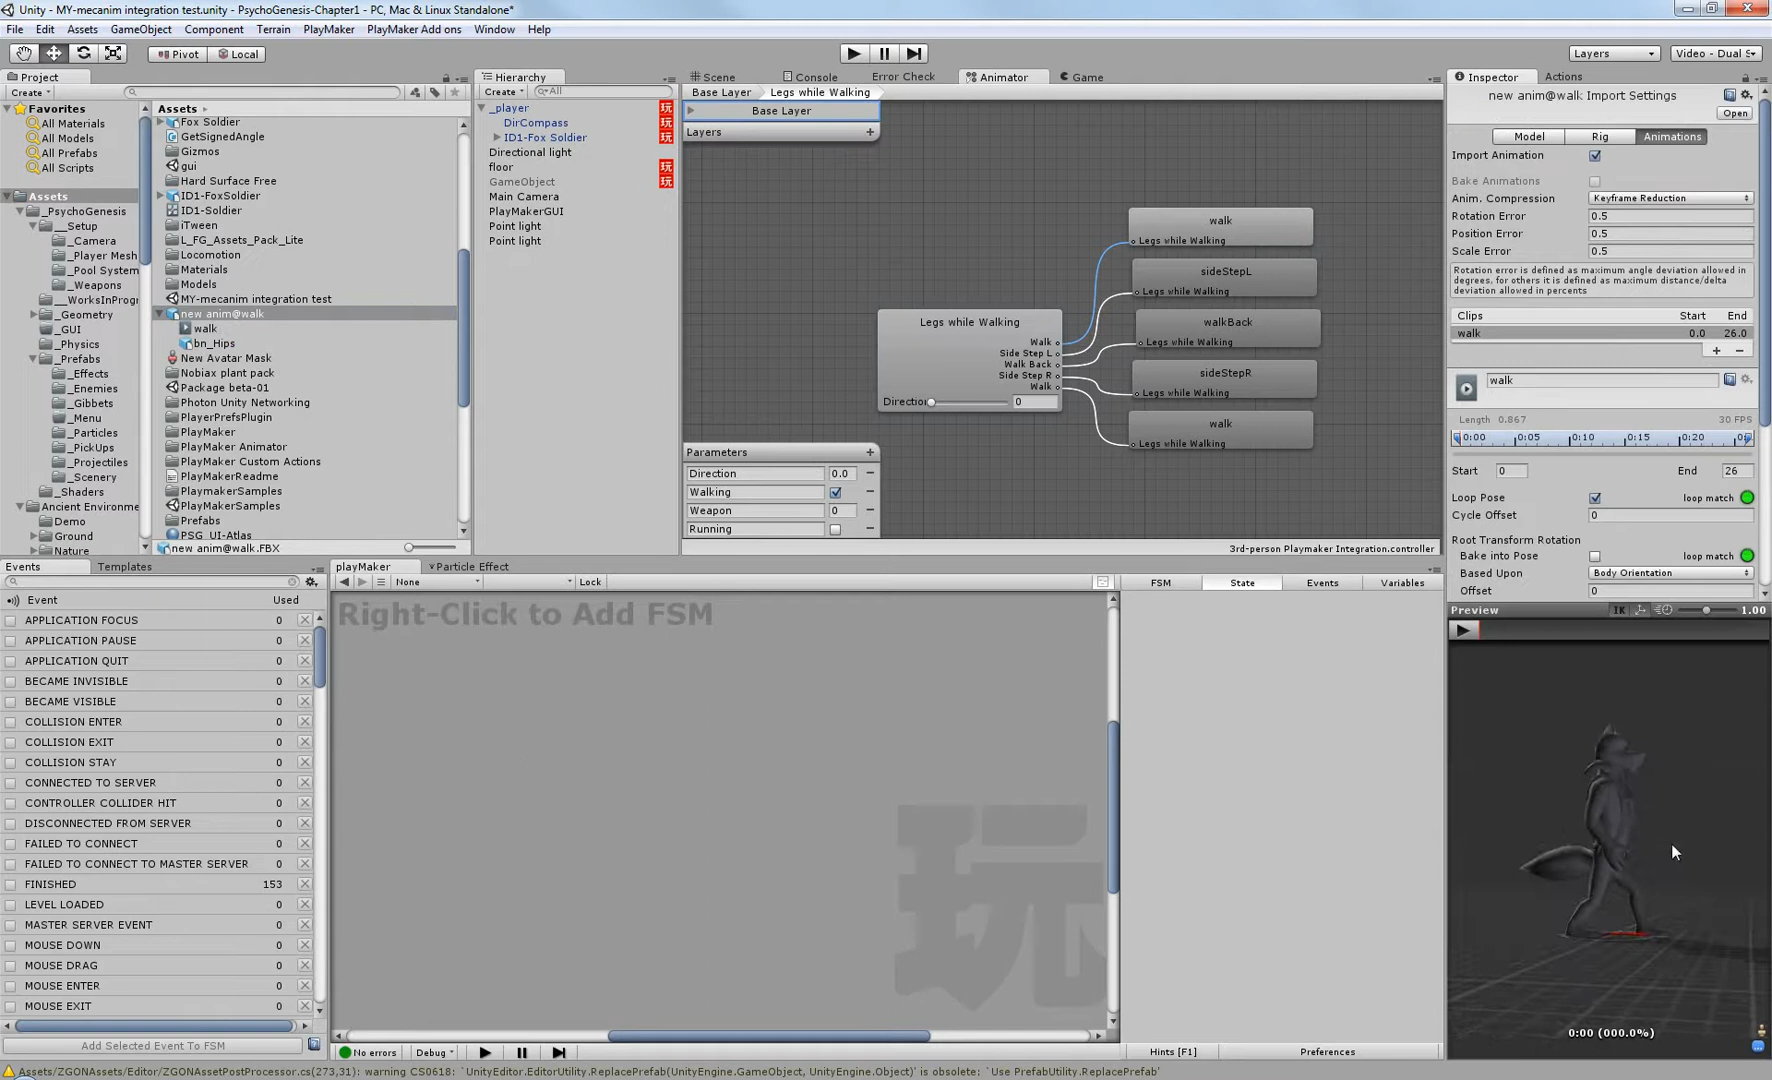 Unity - MY-mecanim integration test.unity - PsychoGenesis-Chapter1 - PC, Mac & Linux Standalone*
File Edit Assets GameObject Component Terrain PlayMaker PlayMaker Add ons Window Help
Pivot Local Layers Video - Dual S
Project
Create
Favorites
All Materials
All Models
All Prefabs
All Scripts
Assets
_PsychoGenesis
__Setup
_Camera
_Player Mesh
_Pool System
_Weapons
__WorksInProgr
_Geometry
_GUI
_Physics
_Prefabs
_Effects
_Enemies
_Gibbets
_Menu
_Particles
_PickUps
_Projectiles
_Scenery
_Shaders
Ancient Environme
Demo
Ground
Nature
Assets
Fox Soldier
GetSignedAngle
Gizmos
gui
Hard Surface Free
ID1-FoxSoldier
ID1-Soldier
iTween
L_FG_Assets_Pack_Lite
Locomotion
Materials
Models
MY-mecanim integration test
new anim@walk
walk
bn_Hips
New Avatar Mask
Nobiax plant pack
Package beta-01
Photon Unity Networking
PlayerPrefsPlugin
PlayMaker
PlayMaker Animator
PlayMaker Custom Actions
PlayMakerReadme
PlaymakerSamples
PlayMakerSamples
Prefabs
PSG_UI-Atlas
new anim@walk.FBX
Hierarchy
Create All
_player 玩
DirCompass 玩
ID1-Fox Soldier 玩
Directional light
floor 玩
GameObject 玩
Main Camera
PlayMakerGUI
Point light
Point light
Scene Console Error Check Animator Game
Base Layer Legs while Walking
Base Layer
Layers +
Legs while Walking
Walk
Side Step L
Walk Back
Side Step R
Walk
Direction 0
walk
Legs while Walking
sideStepL
Legs while Walking
walkBack
Legs while Walking
sideStepR
Legs while Walking
walk
Legs while Walking
Parameters +
Direction 0.0 −
Walking −
Weapon 0 −
Running −
3rd-person Playmaker Integration.controller
Inspector Actions
new anim@walk Import Settings
Open
Model Rig Animations
Import Animation
Bake Animations
Anim. Compression Keyframe Reduction
Rotation Error 0.5
Position Error 0.5
Scale Error 0.5
Rotation error is defined as maximum angle deviation allowed in
degrees, for others it is defined as maximum distance/delta
deviation allowed in percents
Clips Start End
walk 0.0 26.0
+ −
walk
Length 0.867 30 FPS
0:00 0:05 0:10 0:15 0:20
Start 0 End 26
Loop Pose loop match
Cycle Offset 0
Root Transform Rotation
Bake into Pose loop match
Based Upon Body Orientation
Offset 0
Preview IK 1.00
0:00 (000.0%)
Events Templates
Event Used
APPLICATION FOCUS 0
APPLICATION PAUSE 0
APPLICATION QUIT 0
BECAME INVISIBLE 0
BECAME VISIBLE 0
COLLISION ENTER 0
COLLISION EXIT 0
COLLISION STAY 0
CONNECTED TO SERVER 0
CONTROLLER COLLIDER HIT 0
DISCONNECTED FROM SERVER 0
FAILED TO CONNECT 0
FAILED TO CONNECT TO MASTER SERVER 0
FINISHED 153
LEVEL LOADED 0
MASTER SERVER EVENT 0
MOUSE DOWN 0
MOUSE DRAG 0
MOUSE ENTER 0
MOUSE EXIT 0
Add Selected Event To FSM
playMaker Particle Effect
None Lock
Right-Click to Add FSM
玩
No errors Debug
FSM State Events Variables
Hints [F1] Preferences
Assets/ZGONAssets/Editor/ZGONAssetPostProcessor.cs(273,31): warning CS0618: `UnityEditor.EditorUtility.ReplacePrefab(UnityEngine.GameObject, UnityEngine.Object)' is obsolete: `Use PrefabUtility.ReplacePrefab'